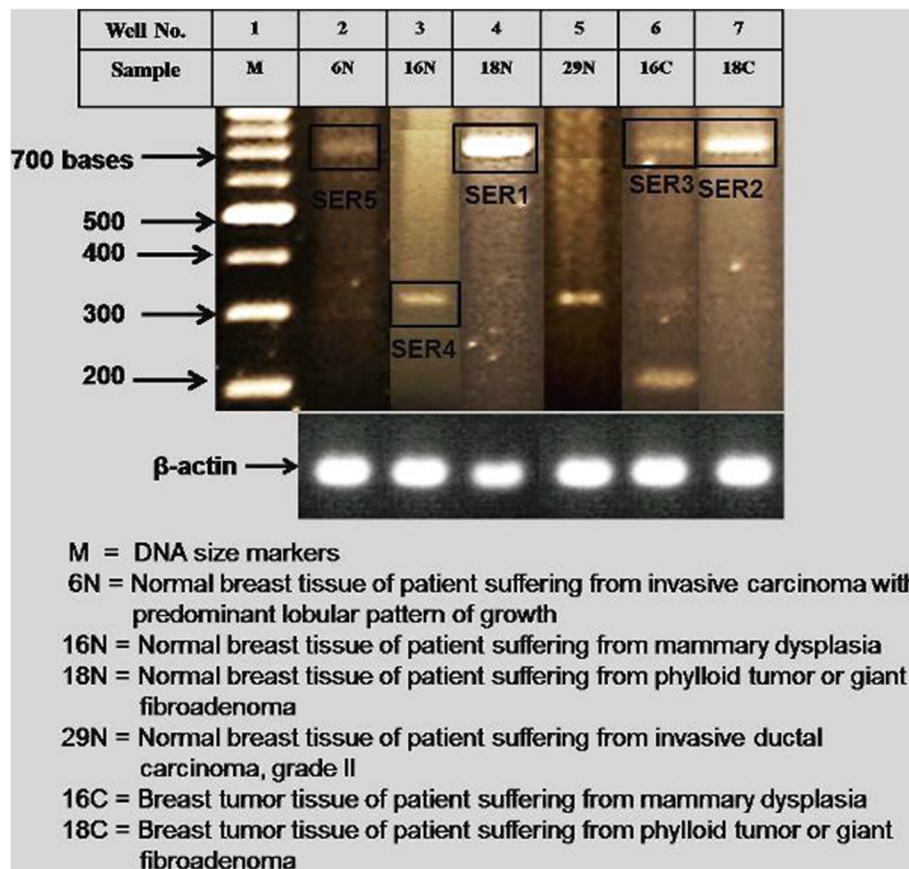 Well No. 1 2 3 4 5 6 7
Sample M 6N 16N 18N 29N 16C 18C
700 bases
SER5 SER1 SER3 SER2
500
400
300
SER4
200
β-actin
M = DNA size markers
6N = Normal breast tissue of patient suffering from invasive carcinoma with
predominant lobular pattern of growth
16N = Normal breast tissue of patient suffering from mammary dysplasia
18N = Normal breast tissue of patient suffering from phylloid tumor or giant
fibroadenoma
29N = Normal breast tissue of patient suffering from invasive ductal
carcinoma, grade II
16C = Breast tumor tissue of patient suffering from mammary dysplasia
18C = Breast tumor tissue of patient suffering from phylloid tumor or giant
fibroadenoma